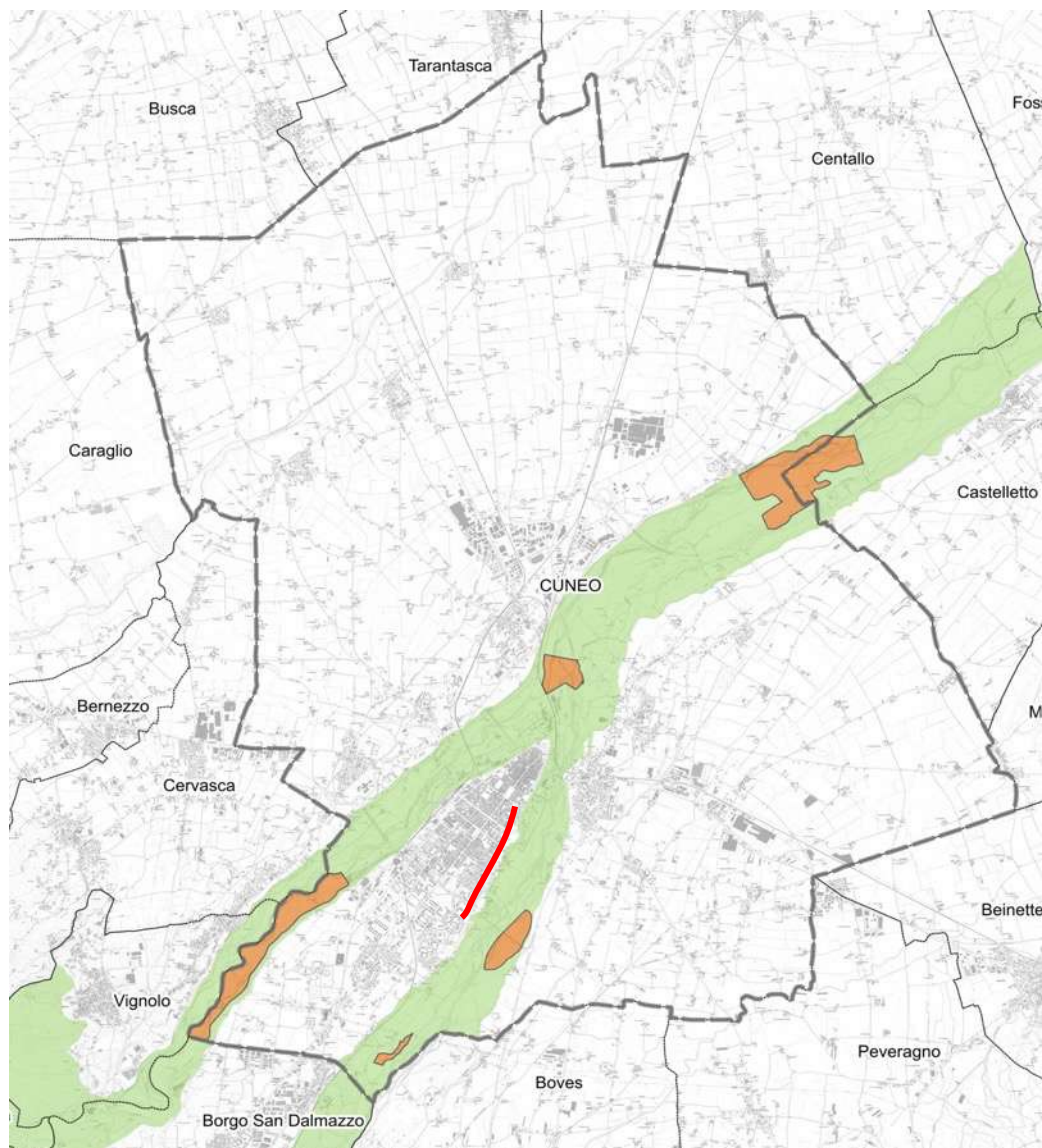 Tarantasca
Busca
Foss
Centallo
Caraglio
Castelletto
CUNEO
Bernezzo
M
Cervasca
Beinette
Vignolo
Peveragno
Boves
Borgo San Dalmazzo